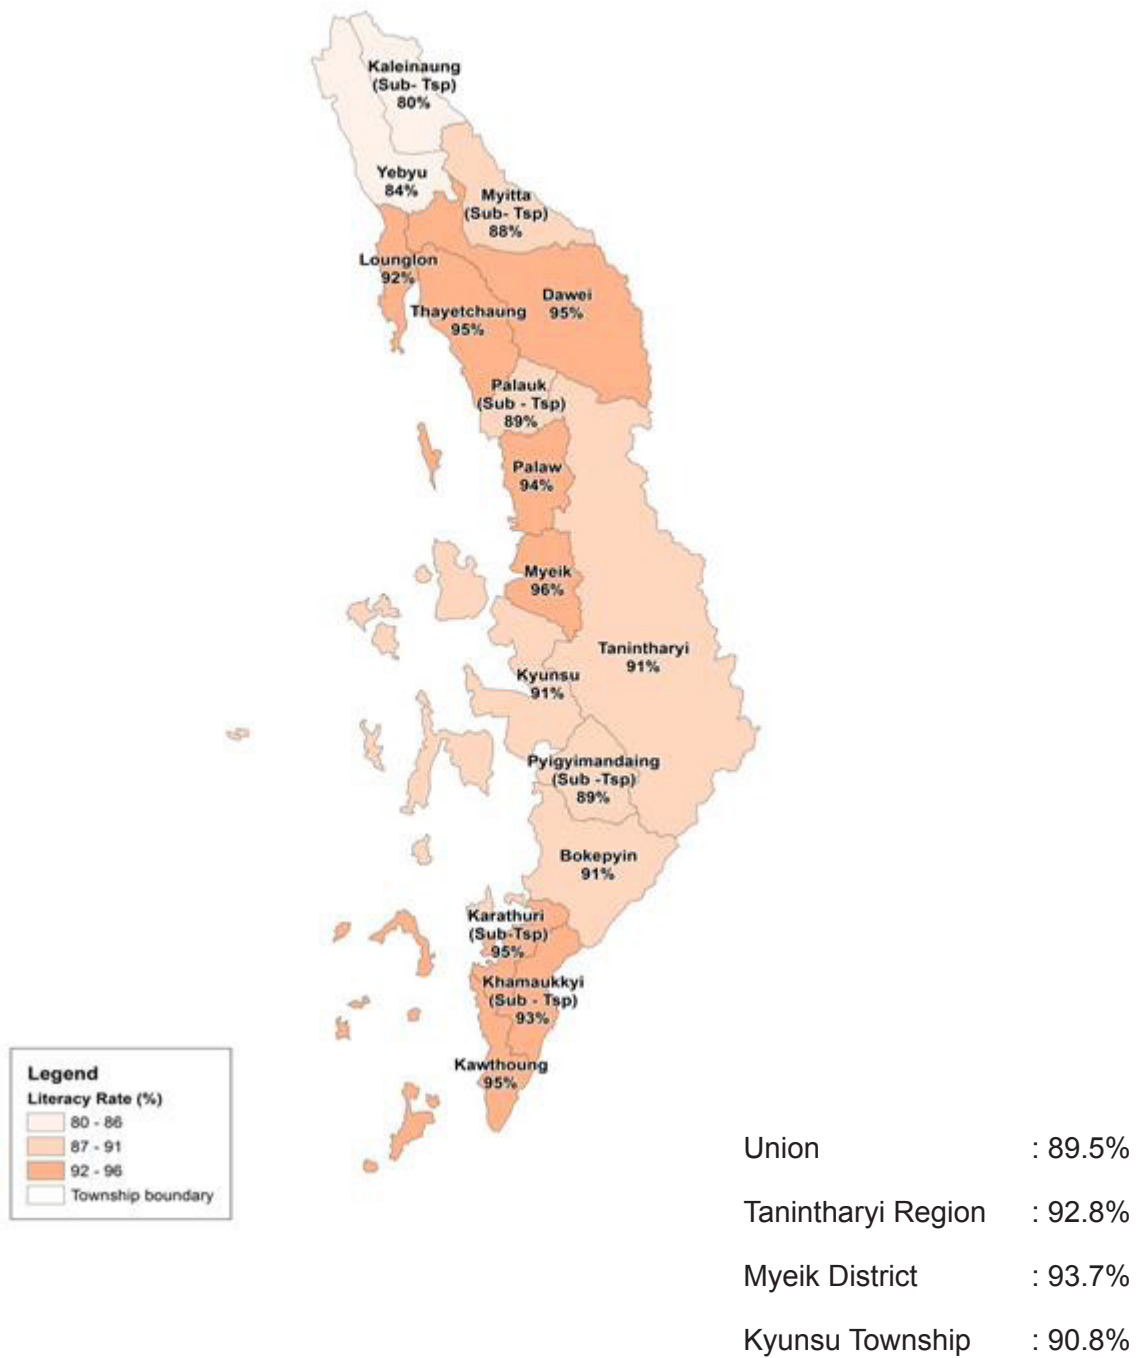 Kaleinaung
(Sub- Tsp)
80%
Yebyu
84%
Myitta
(Sub- Tsp)
88%
Lounglon
92%
Dawei
95%
Thayetchaung
95%
Palauk
(Sub - Tsp)
89%
Palaw
94%
Myeik
96%
Tanintharyi
91%
Kyunsu
91%
Pyigyimandaing
(Sub -Tsp)
89%
Bokepyin
91%
Karathuri
(Sub-Tsp)
95%
Khamaukkyi
(Sub - Tsp)
93%
Kawthoung
95%
Legend
Literacy Rate (%)
80 - 86
87 - 91
92 - 96
Township boundary
Union : 89.5%
Tanintharyi Region : 92.8%
Myeik District : 93.7%
Kyunsu Township : 90.8%